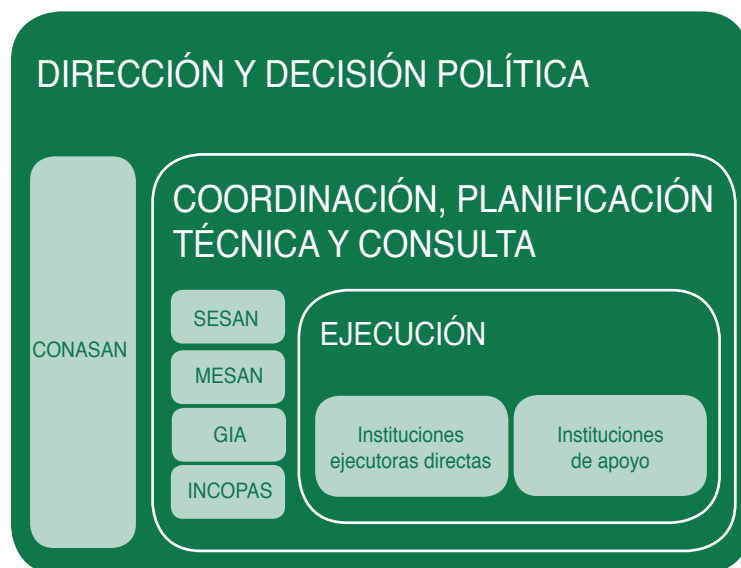 DIRECCIÓN Y DECISIÓN POLÍTICA
CONASAN
COORDINACIÓN, PLANIFICACIÓN
TÉCNICA Y CONSULTA
SESAN
MESAN
GIA
INCOPAS
EJECUCIÓN
Instituciones
ejecutoras directas
Instituciones
de apoyo